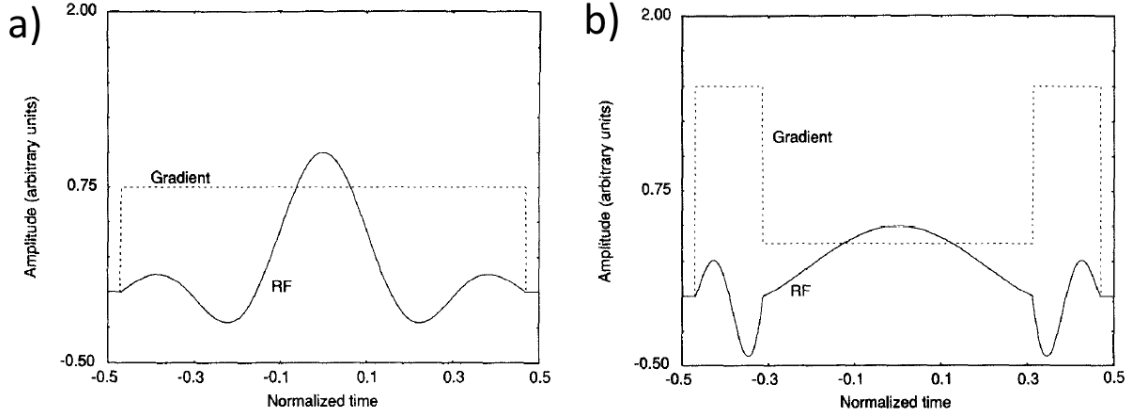 a)
2.00
0.75
-0.50
Amplitude (arbitrary units)
Gradient
RF
-0.5
-0.3
-0.1
0.1
0.3
0.5
Normalized time
b)
2.00
0.75
-0.50
Amplitude (arbitrary units)
Gradient
RF
-0.5
-0.3
-0.1
0.1
0.3
0.5
Normalized time